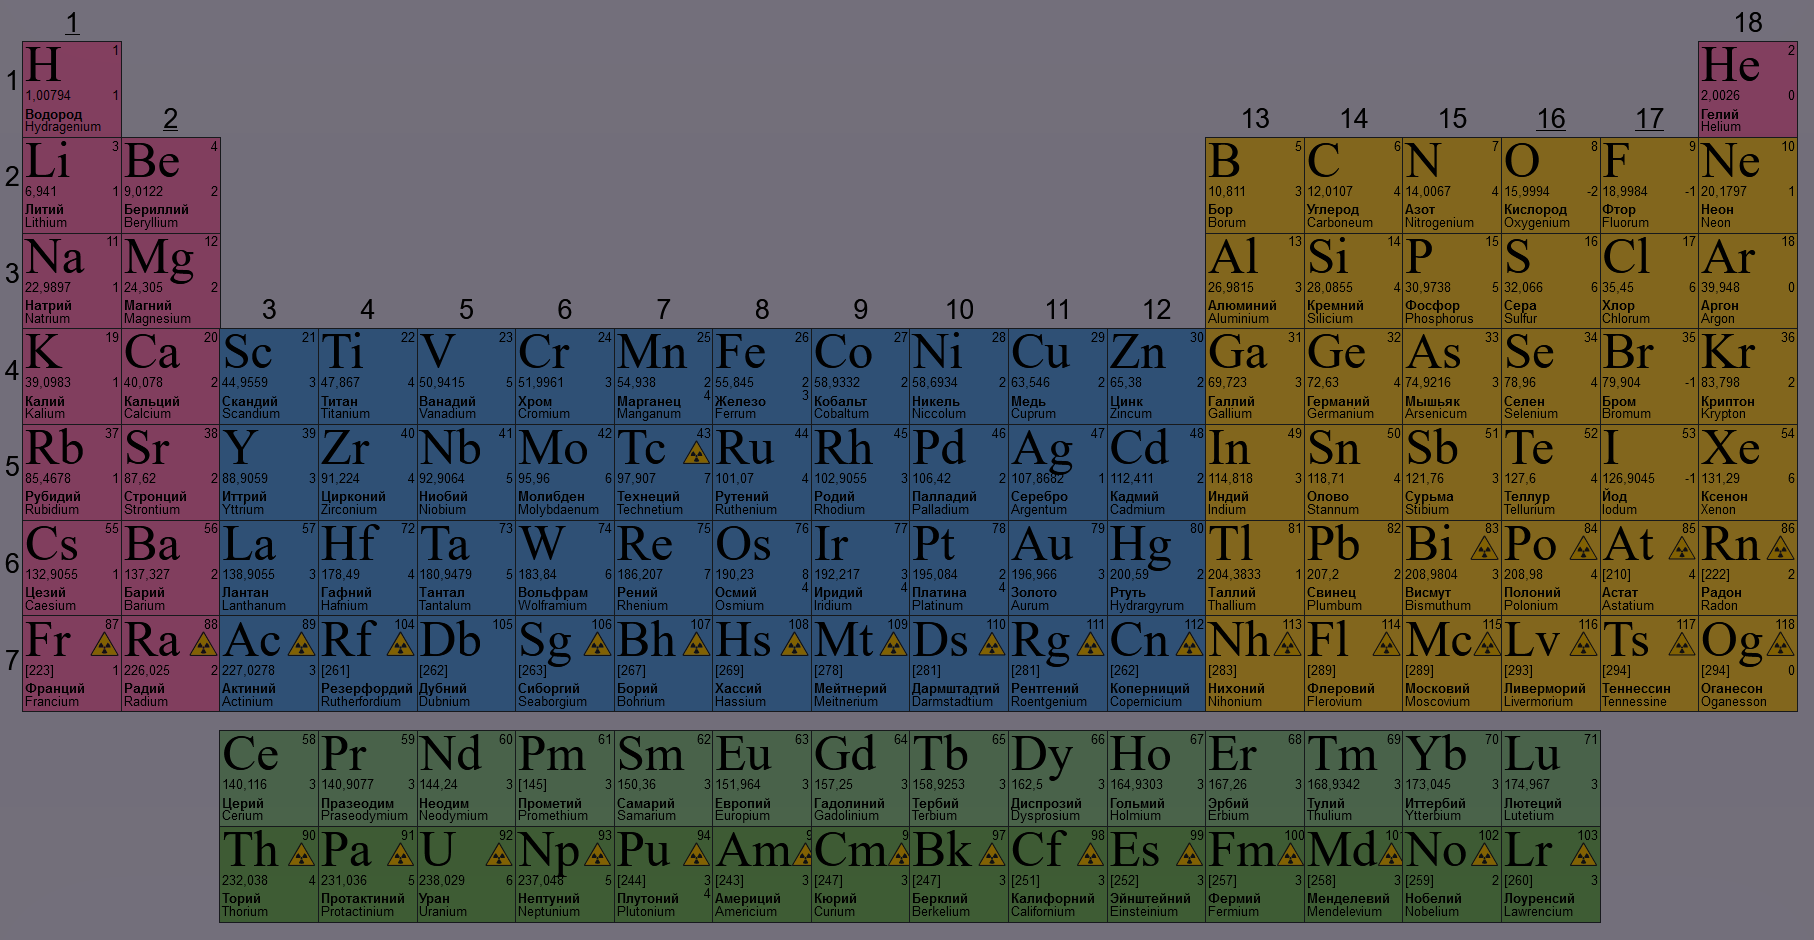 1 18
H 1 He 2
1
1,00794 1 2,0026 0
Водород Гелий
Hydragenium Helium
2 13 14 15 16 17
Li 3 Be 4 B 5 C 6 N 7 O 8 F 9 Ne 10
2
6,941 1 9,0122 2 10,811 3 12,0107 4 14,0067 4 15,9994 -2 18,9984 -1 20,1797 1
Литий Бериллий Бор Углерод Азот Кислород Фтор Неон
Lithium Beryllium Borum Carboneum Nitrogenium Oxygenium Fluorum Neon
Na 11 Mg 12 Al 13 Si 14 P 15 S 16 Cl 17 Ar 18
3
22,9897 1 24,305 2 26,9815 3 28,0855 4 30,9738 5 32,066 6 35,45 6 39,948 0
Натрий Магний Алюминий Кремний Фосфор Сера Хлор Аргон
Natrium Magnesium Aluminium Silicium Phosphorus Sulfur Chlorum Argon
3 4 5 6 7 8 9 10 11 12
K 19 Ca 20 Sc 21 Ti 22 V 23 Cr 24 Mn 25 Fe 26 Co 27 Ni 28 Cu 29 Zn 30 Ga 31 Ge 32 As 33 Se 34 Br 35 Kr 36
4
39,0983 1 40,078 2 44,9559 3 47,867 4 50,9415 5 51,9961 3 54,938 2 4 55,845 2 3 58,9332 2 58,6934 2 63,546 2 65,38 2 69,723 3 72,63 4 74,9216 3 78,96 4 79,904 -1 83,798 2
Калий Кальций Скандий Титан Ванадий Хром Марганец Железо Кобальт Никель Медь Цинк Галлий Германий Мышьяк Селен Бром Криптон
Kalium Calcium Scandium Titanium Vanadium Cromium Manganum Ferrum Cobaltum Niccolum Cuprum Zincum Gallium Germanium Arsenicum Selenium Bromum Krypton
Rb 37 Sr 38 Y 39 Zr 40 Nb 41 Mo 42 Tc 43 Ru 44 Rh 45 Pd 46 Ag 47 Cd 48 In 49 Sn 50 Sb 51 Te 52 I 53 Xe 54
5
85,4678 1 87,62 2 88,9059 3 91,224 4 92,9064 5 95,96 6 97,907 7 101,07 4 102,9055 3 106,42 2 107,8682 1 112,411 2 114,818 3 118,71 4 121,76 3 127,6 4 126,9045 -1 131,29 6
Рубидий Стронций Иттрий Цирконий Ниобий Молибден Технеций Рутений Родий Палладий Серебро Кадмий Индий Олово Сурьма Теллур Йод Ксенон
Rubidium Strontium Yttrium Zirconium Niobium Molybdaenum Technetium Ruthenium Rhodium Palladium Argentum Cadmium Indium Stannum Stibium Tellurium Iodum Xenon
Cs 55 Ba 56 La 57 Hf 72 Ta 73 W 74 Re 75 Os 76 Ir 77 Pt 78 Au 79 Hg 80 Tl 81 Pb 82 Bi 83 Po 84 At 85 Rn 86
6
132,9055 1 137,327 2 138,9055 3 178,49 4 180,9479 5 183,84 6 186,207 7 190,23 8 4 192,217 3 4 195,084 2 4 196,966 3 200,59 2 204,3833 1 207,2 2 208,9804 3 208,98 4 [210] 4 [222] 2
Цезий Барий Лантан Гафний Тантал Вольфрам Рений Осмий Иридий Платина Золото Ртуть Таллий Свинец Висмут Полоний Астат Радон
Caesium Barium Lanthanum Hafnium Tantalum Wolframium Rhenium Osmium Iridium Platinum Aurum Hydrargyrum Thallium Plumbum Bismuthum Polonium Astatium Radon
Fr 87 Ra 88 Ac 89 Rf 104 Db 105 Sg 106 Bh 107 Hs 108 Mt 109 Ds 110 Rg 111 Cn 112 Nh 113 Fl 114 Mc 115 Lv 116 Ts 117 Og 118
7
[223] 1 226,025 2 227,0278 3 [261] [262] [263] [267] [269] [278] [281] [281] [262] [283] [289] [289] [293] [294] [294] 0
Франций Радий Актиний Резерфордий Дубний Сиборгий Борий Хассий Мейтнерий Дармштадтий Рентгений Коперниций Нихоний Флеровий Московий Ливерморий Теннессин Оганесон
Francium Radium Actinium Rutherfordium Dubnium Seaborgium Bohrium Hassium Meitnerium Darmstadtium Roentgenium Copernicium Nihonium Flerovium Moscovium Livermorium Tennessine Oganesson
Ce 58 Pr 59 Nd 60 Pm 61 Sm 62 Eu 63 Gd 64 Tb 65 Dy 66 Ho 67 Er 68 Tm 69 Yb 70 Lu 71
140,116 3 140,9077 3 144,24 3 [145] 3 150,36 3 151,964 3 157,25 3 158,9253 3 162,5 3 164,9303 3 167,26 3 168,9342 3 173,045 3 174,967 3
Церий Празеодим Неодим Прометий Самарий Европий Гадолиний Тербий Диспрозий Гольмий Эрбий Тулий Иттербий Лютеций
Cerium Praseodymium Neodymium Promethium Samarium Europium Gadolinium Terbium Dysprosium Holmium Erbium Thulium Ytterbium Lutetium
Th 90 Pa 91 U 92 Np 93 Pu 94 Am 9 Cm 9 Bk 97 Cf 98 Es 99 Fm 100 Md 10 No 102 Lr 103
232,038 4 231,036 5 238,029 6 237,048 5 [244] 3 4 [243] 3 [247] 3 [247] 3 [251] 3 [252] 3 [257] 3 [258] 3 [259] 2 [260] 3
Торий Протактиний Уран Нептуний Плутоний Америций Кюрий Берклий Калифорний Эйнштейний Фермий Менделевий Нобелий Лоуренсий
Thorium Protactinium Uranium Neptunium Plutonium Americium Curium Berkelium Californium Einsteinium Fermium Mendelevium Nobelium Lawrencium